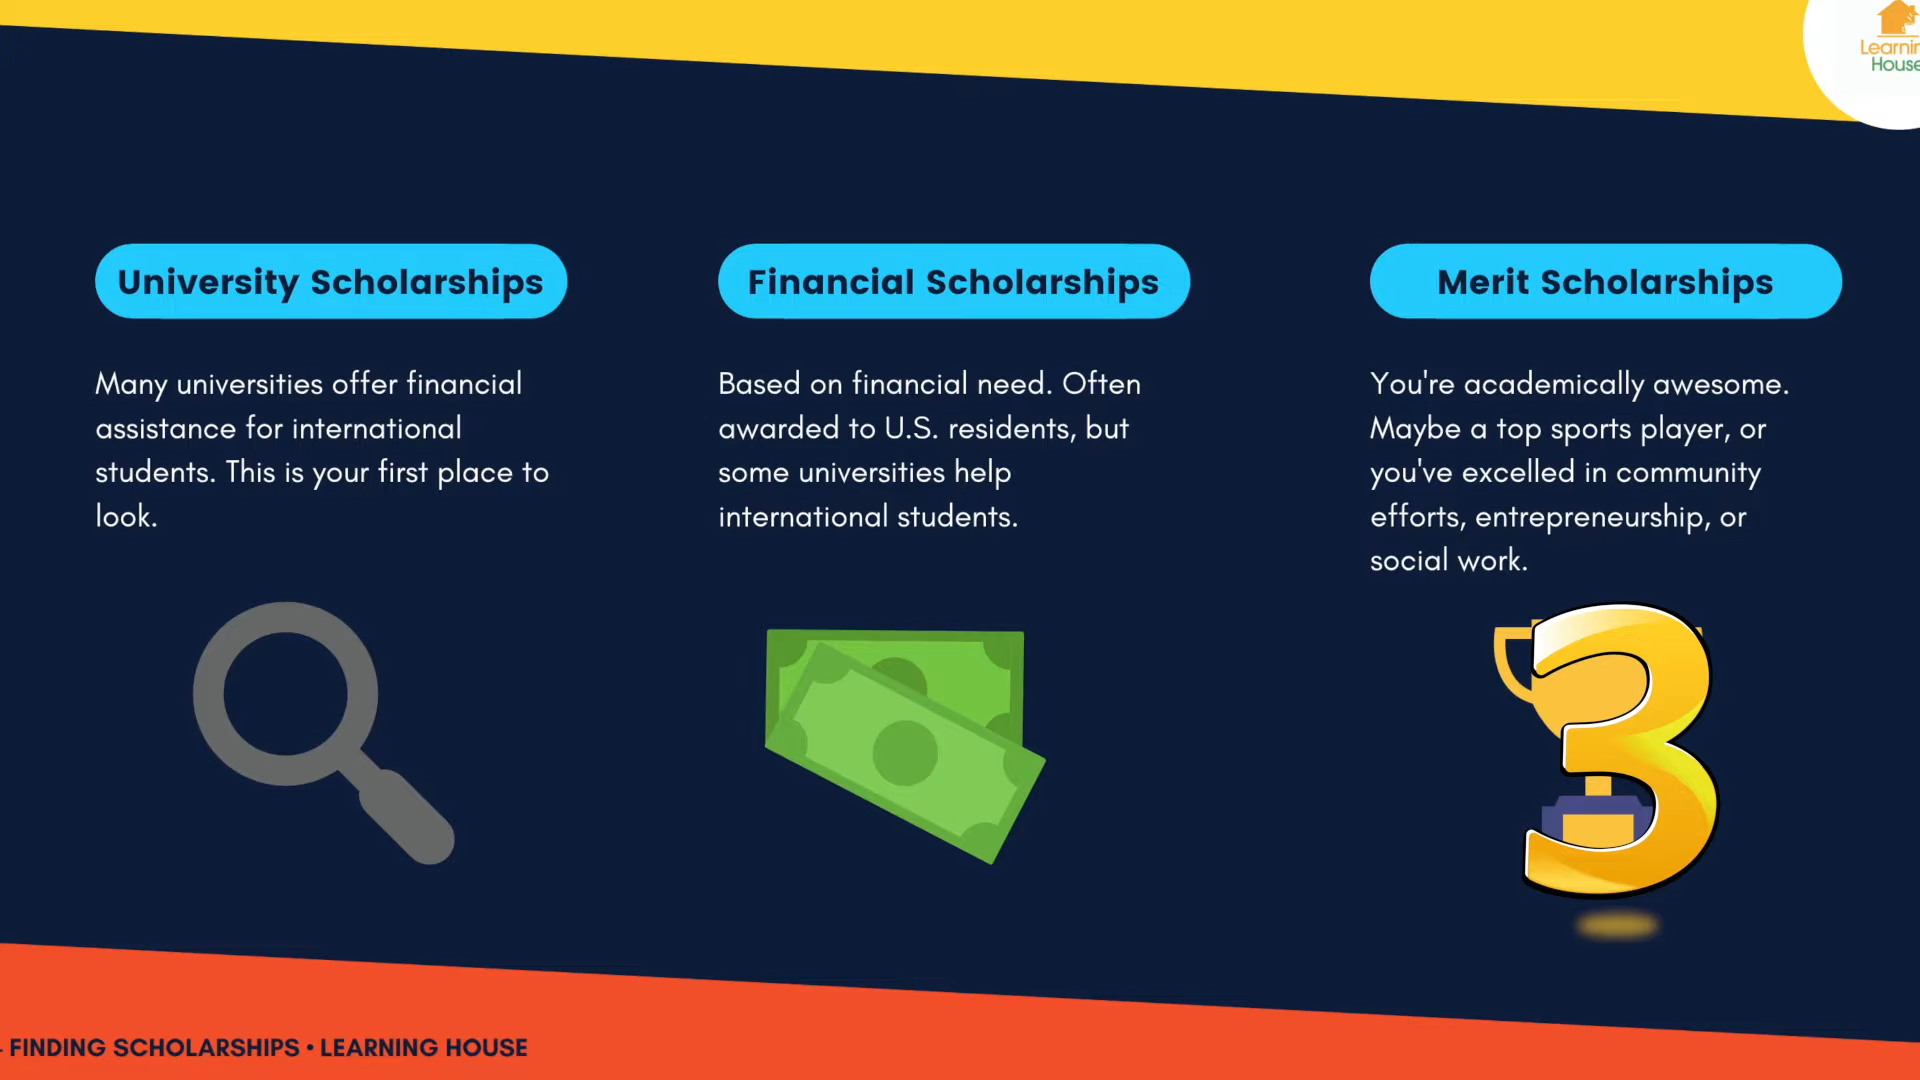 Learnin
House
University Scholarships
Many universities offer financial
assistance for international
students. This is your first place to
look.
Financial Scholarships
Based on financial need. Often
awarded to U.S. residents, but
some universities help
international students.
Merit Scholarships
You're academically awesome.
Maybe a top sports player, or
you've excelled in community
efforts, entrepreneurship, or
social work.
3
- FINDING SCHOLARSHIPS • LEARNING HOUSE